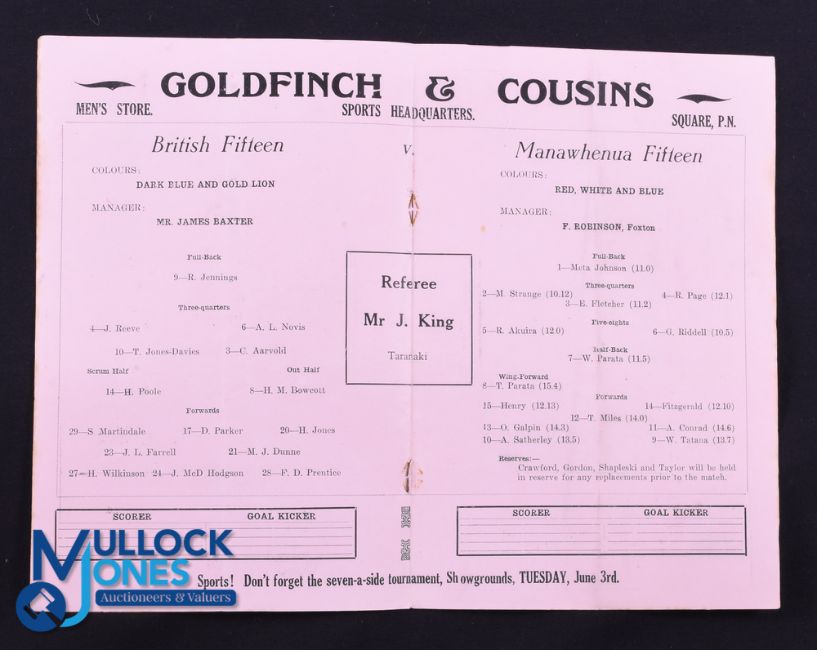 GOLDFINCH & COUSINS
MEN'S STORE. SPORTS HEADQUARTERS. SQUARE, P.N.
British Fifteen
COLOURS:
DARK BLUE AND GOLD LION
MANAGER:
MR. JAMES BAXTER
Full-Back
9—R. Jennings
Three-quarters
4—J. Reeve 6—A. L. Novis
10—T. Jones-Davies 3—C. Aarvold
Scrum Half Out Half
14—H. Poole 8—H. M. Bowcott
Forwards
29—S. Martindale 17—D. Parker 20—H. Jones
23—J. L. Farrell 21—M. J. Dunne
27—H. Wilkinson 24—J. McD Hodgson 28—F. D. Prentice
SCORER GOAL KICKER
V.
Referee
Mr J. King
Taranaki
Manawhenua Fifteen
COLOURS:
RED, WHITE AND BLUE
MANAGER:
F. ROBINSON, Foxton
Full-Back
1—Meta Johnson (11.0)
Three-quarters
2—M. Strange (10.12) 4—R. Page (12.1)
3—E. Fletcher (11.2)
Five-eights
5—R. Akuira (12.0) 6—G. Riddell (10.5)
Half-Back
7—W. Parata (11.5)
Wing-Forward
8—T. Parata (15.4)
Forwards
15—Henry (12.13) 14—Fitzgerald (12.10)
12—T. Miles (14.0)
13—O. Galpin (14.3) 11—A. Conrad (14.6)
10—A. Satherley (13.5) 9—W. Tatana (13.7)
Reserves:—
Crawford, Gordon, Shapleski and Taylor will be held
in reserve for any replacements prior to the match.
SCORER GOAL KICKER
Sports! Don't forget the seven-a-side tournament, Showgrounds, TUESDAY, June 3rd.
MULLOCK
JONES
Auctioneers & Valuers